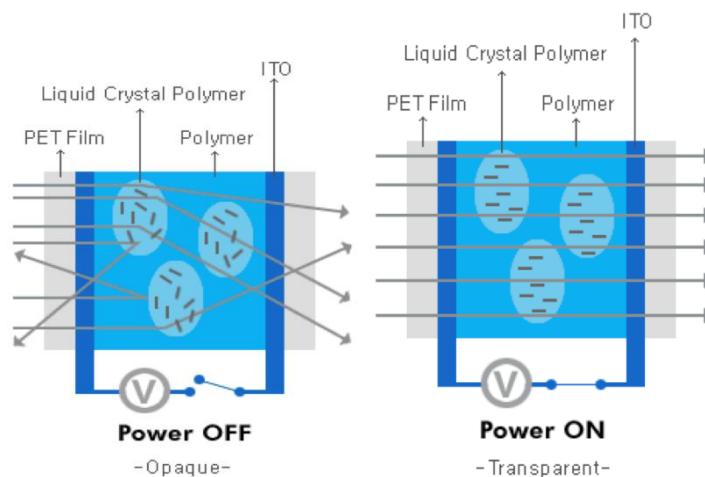 ITO
Liquid Crystal Polymer
PET Film
Polymer
V
Power OFF
-Opaque-
ITO
Liquid Crystal Polymer
PET Film
Polymer
V
Power ON
-Transparent-